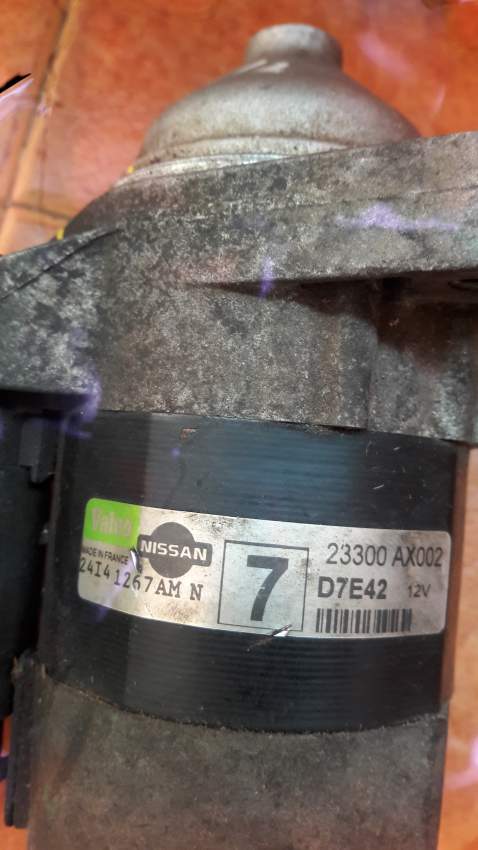 Valeo
MADE IN FRANCE
NISSAN
24I41267AM N
7
23300 AX002
D7E42 12V